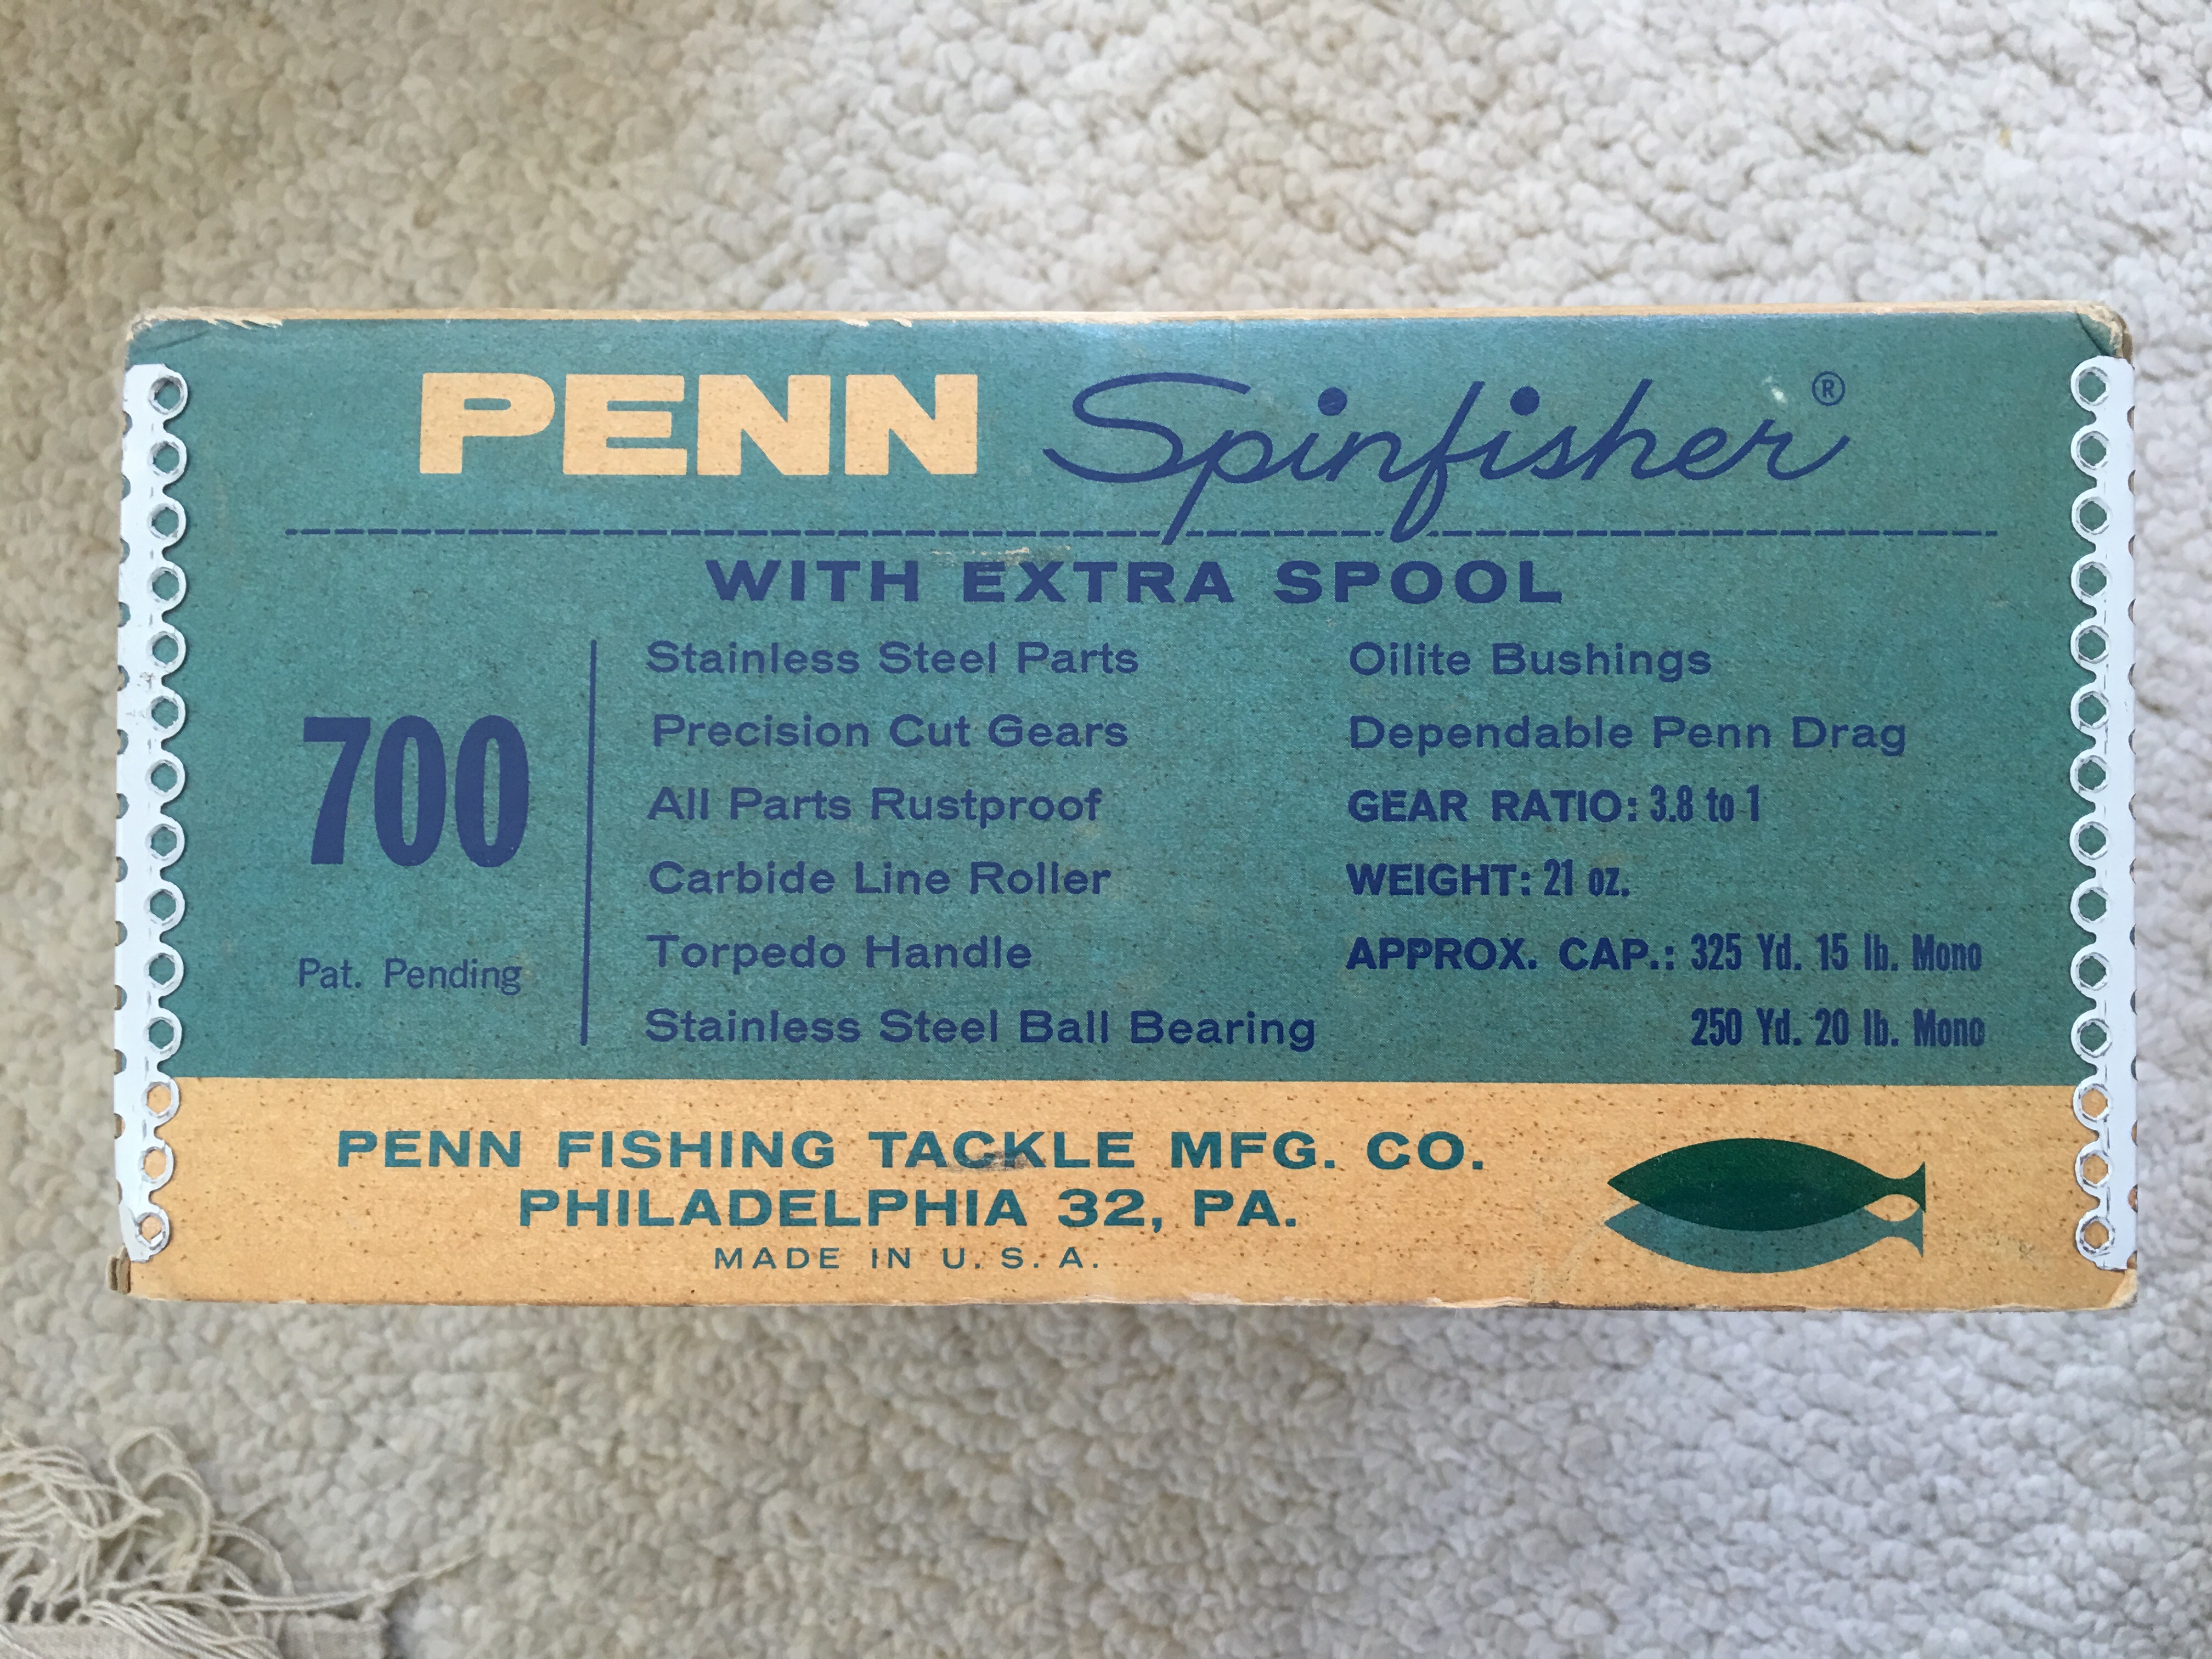 PENN Spinfisher®
WITH EXTRA SPOOL
700
Pat. Pending
Stainless Steel Parts
Precision Cut Gears
All Parts Rustproof
Carbide Line Roller
Torpedo Handle
Stainless Steel Ball Bearing
Oilite Bushings
Dependable Penn Drag
GEAR RATIO: 3.8 to 1
WEIGHT: 21 oz.
APPROX. CAP.: 325 Yd. 15 lb. Mono
250 Yd. 20 lb. Mono
PENN FISHING TACKLE MFG. CO.
PHILADELPHIA 32, PA.
MADE IN U. S. A.